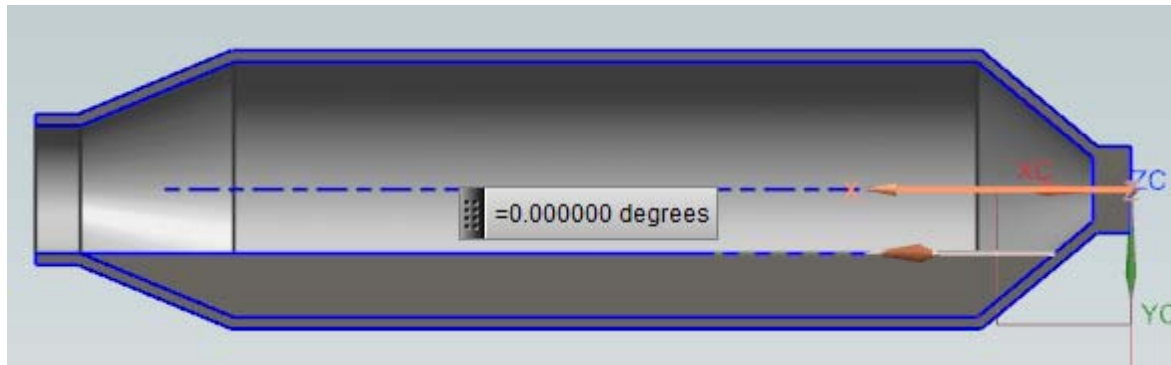 XC
ZC
X
=0.000000 degrees
YC